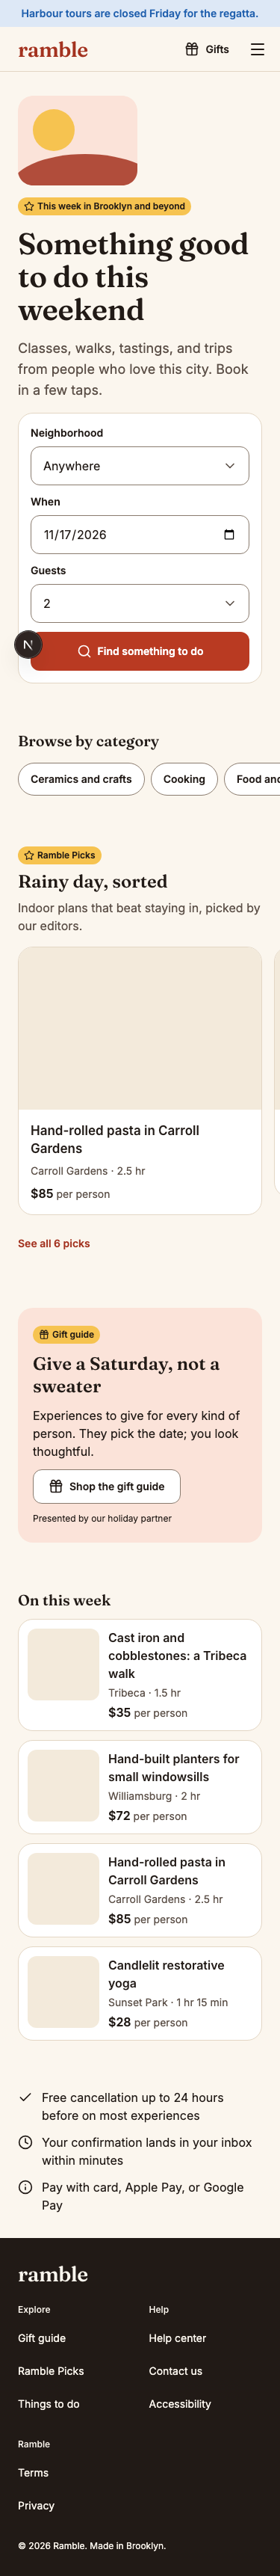 Harbour tours are closed Friday for the regatta.
ramble
Gifts
This week in Brooklyn and beyond
Something good
to do this
weekend
Classes, walks, tastings, and trips
from people who love this city. Book
in a few taps.
Neighborhood
Anywhere
When
11/17/2026
Guests
2
N
Find something to do
Browse by category
Ceramics and crafts
Cooking
Food and
Ramble Picks
Rainy day, sorted
Indoor plans that beat staying in, picked by
our editors.
Hand-rolled pasta in Carroll
Gardens
Carroll Gardens · 2.5 hr
$85 per person
See all 6 picks
Gift guide
Give a Saturday, not a
sweater
Experiences to give for every kind of
person. They pick the date; you look
thoughtful.
Shop the gift guide
Presented by our holiday partner
On this week
Cast iron and
cobblestones: a Tribeca
walk
Tribeca · 1.5 hr
$35 per person
Hand-built planters for
small windowsills
Williamsburg · 2 hr
$72 per person
Hand-rolled pasta in
Carroll Gardens
Carroll Gardens · 2.5 hr
$85 per person
Candlelit restorative
yoga
Sunset Park · 1 hr 15 min
$28 per person
Free cancellation up to 24 hours
before on most experiences
Your confirmation lands in your inbox
within minutes
Pay with card, Apple Pay, or Google
Pay
ramble
Explore
Gift guide
Ramble Picks
Things to do
Help
Help center
Contact us
Accessibility
Ramble
Terms
Privacy
© 2026 Ramble. Made in Brooklyn.